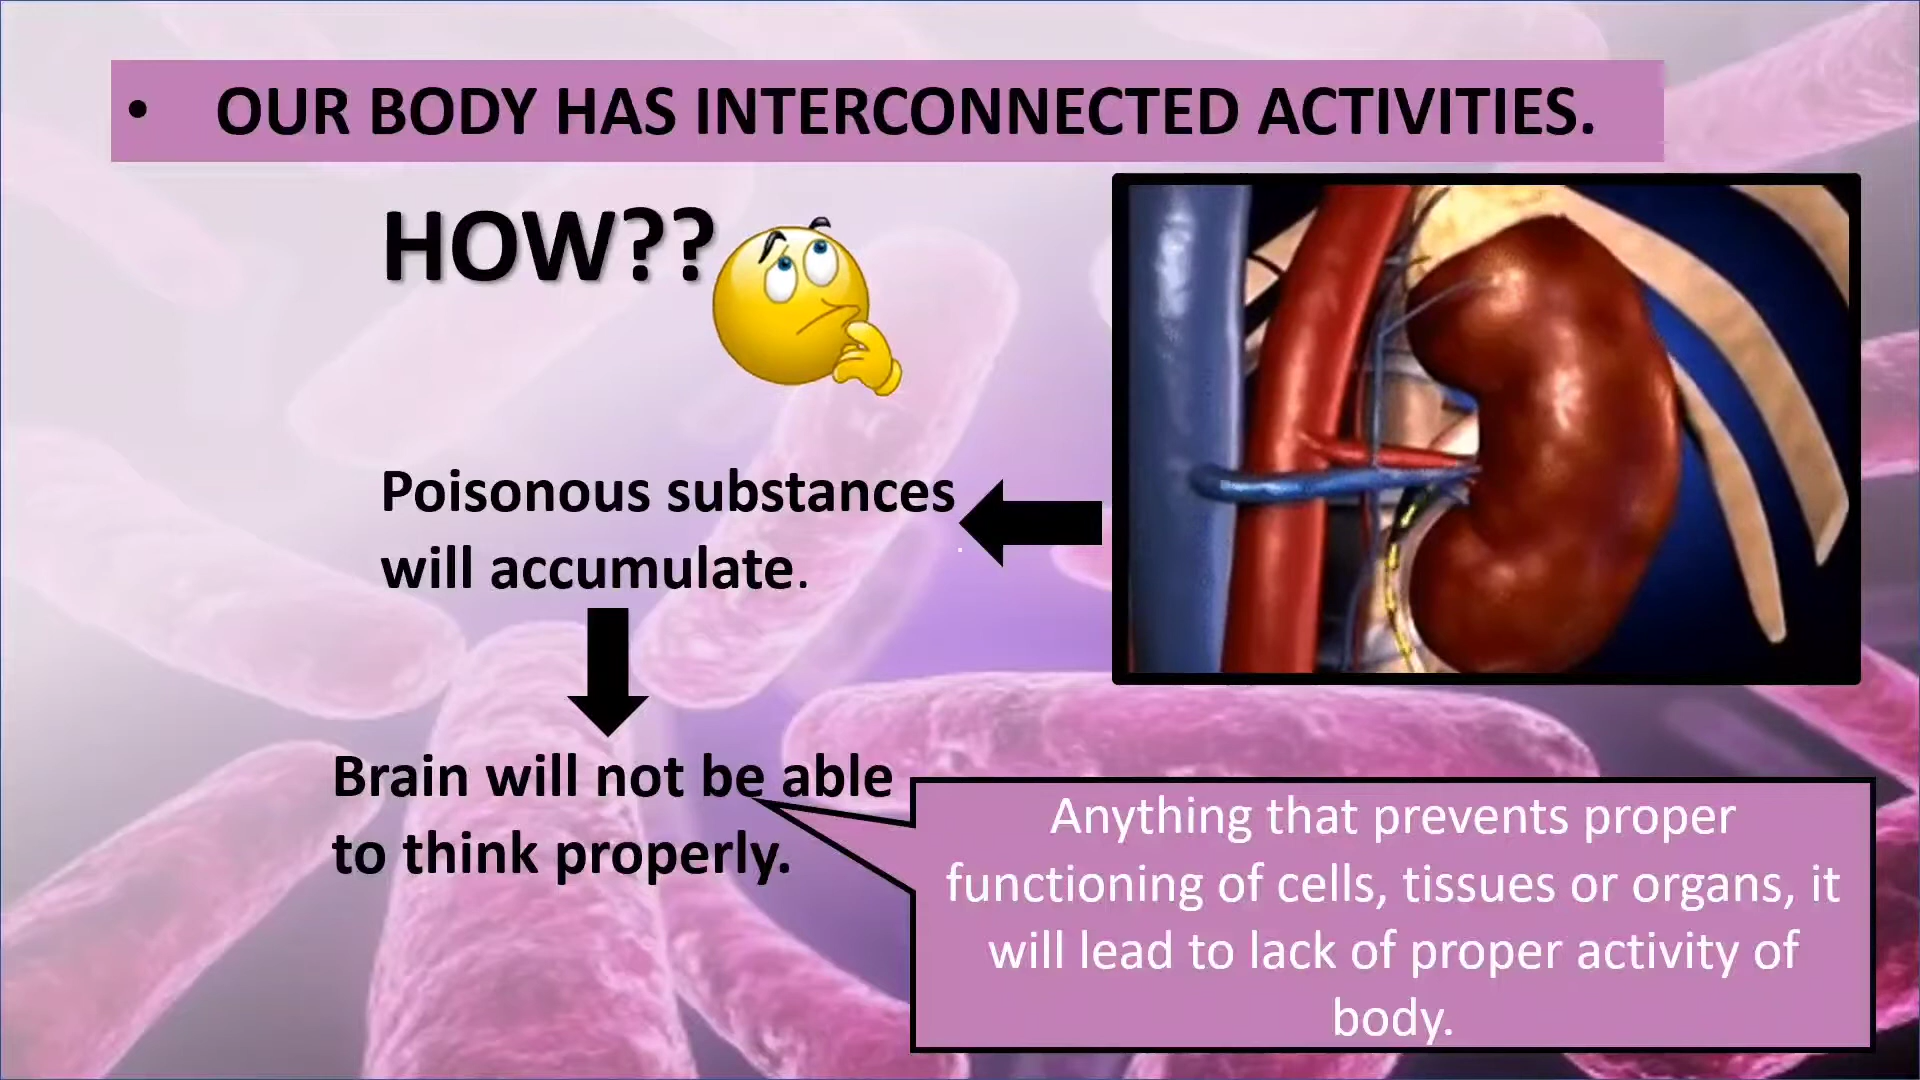 • OUR BODY HAS INTERCONNECTED ACTIVITIES.
HOW??
Poisonous substances
will accumulate.
Brain will not be able
to think properly.
Anything that prevents proper
functioning of cells, tissues or organs, it
will lead to lack of proper activity of
body.